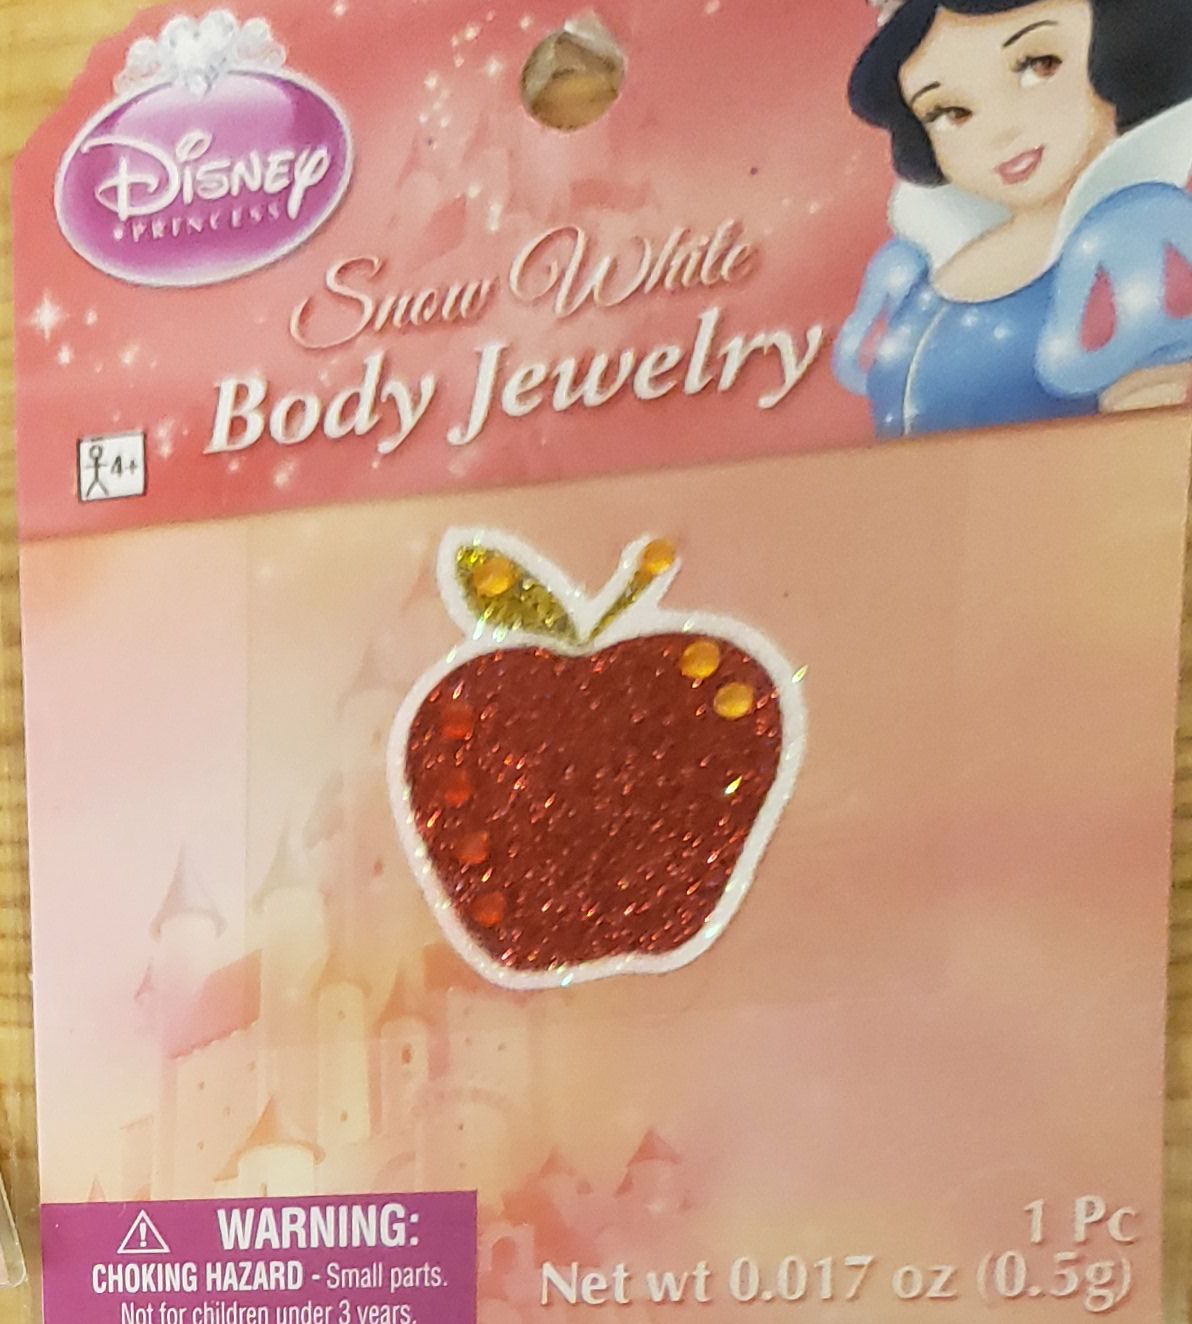 Disney
PRINCESS
Snow White
Body Jewelry
4+
WARNING:
CHOKING HAZARD - Small parts.
Not for children under 3 years.
1 Pc
Net wt 0.017 oz (0.5g)